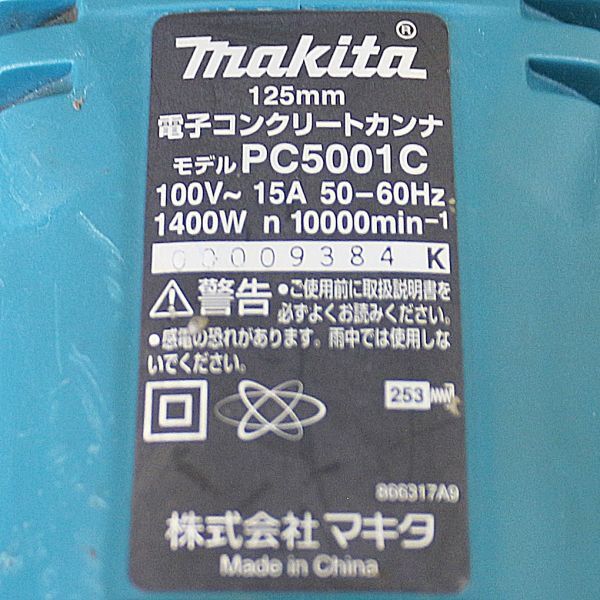 makita®
125mm
電子コンクリートカンナ
モデル PC5001C
100V~ 15A 50-60Hz
1400W n 10000min-1
00009384 K
警告 •ご使用前に取扱説明書を
必ずよくお読みください。
•感電の恐れがあります。雨中では使用しな
いでください。
253
866317A9
株式会社 マキタ
Made in China